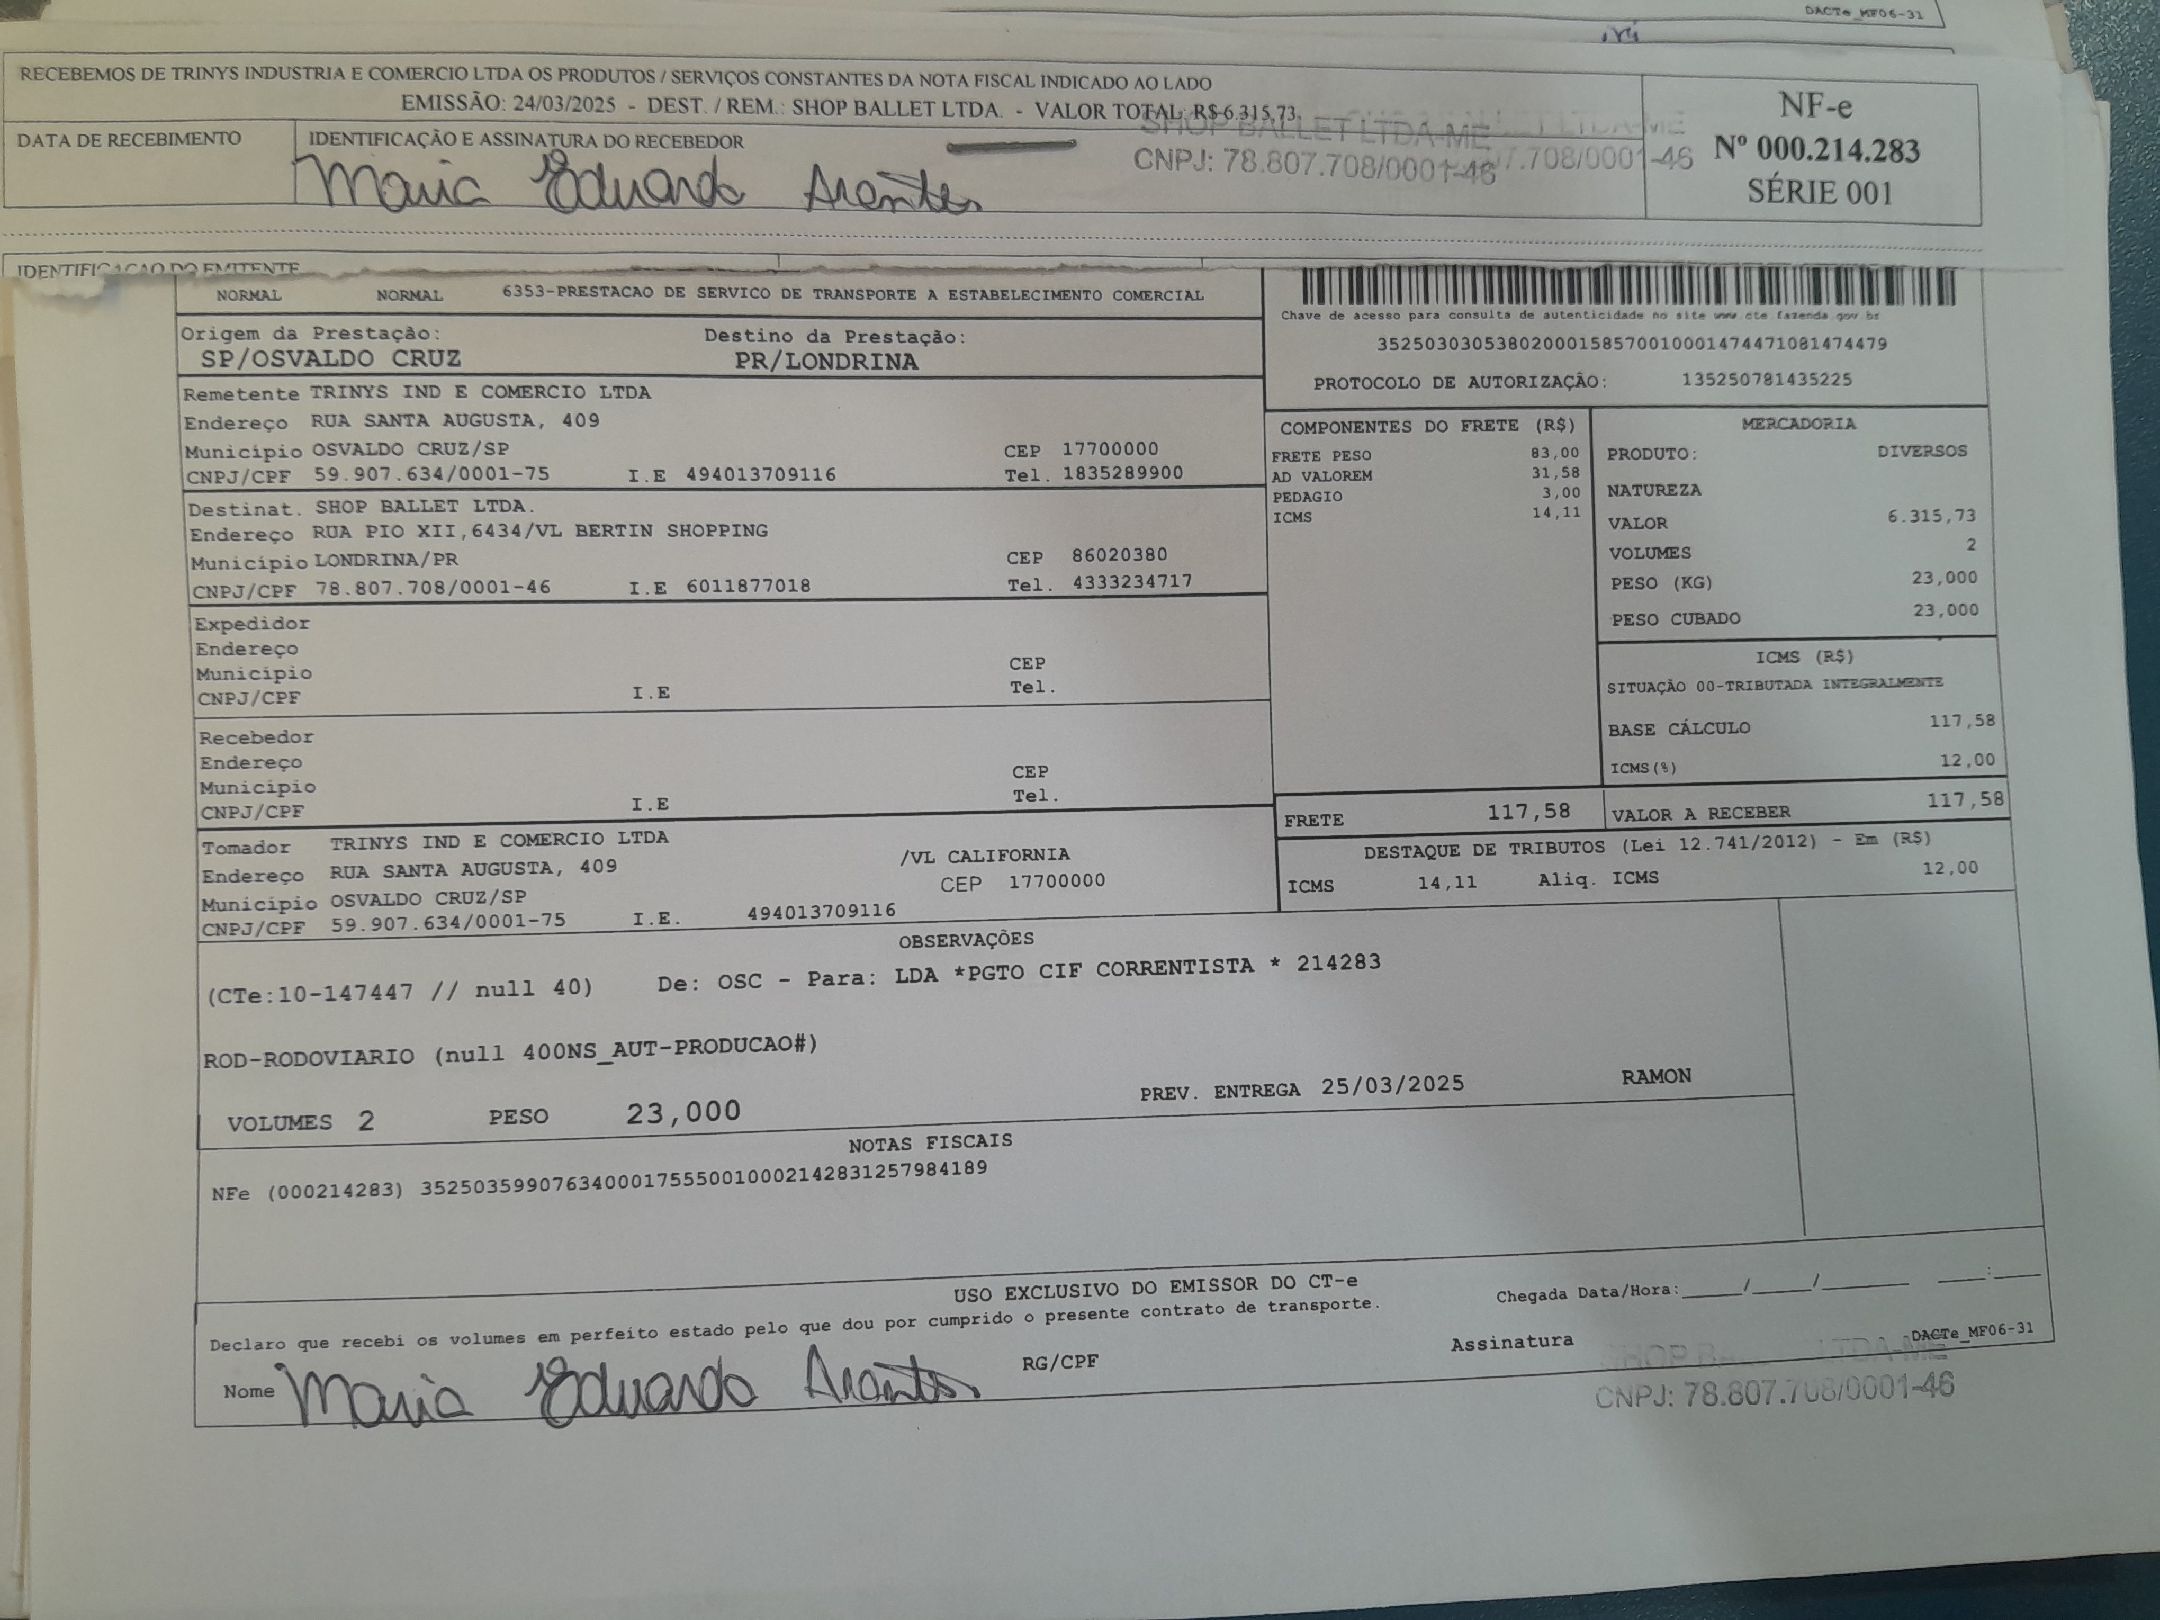 DACTe_MF06-31
RECEBEMOS DE TRINYS INDUSTRIA E COMERCIO LTDA OS PRODUTOS / SERVIÇOS CONSTANTES DA NOTA FISCAL INDICADO AO LADO
EMISSÃO: 24/03/2025 - DEST. / REM.: SHOP BALLET LTDA. - VALOR TOTAL: R$ 6.315,73.
DATA DE RECEBIMENTO
IDENTIFICAÇÃO E ASSINATURA DO RECEBEDOR
Maria Eduarda Arantes
SHOP BALLET LTDA-ME
CNPJ: 78.807.708/0001-46
NF-e
Nº 000.214.283
SÉRIE 001
IDENTIFICAÇAO DO EMITENTE
NORMAL NORMAL 6353-PRESTACAO DE SERVICO DE TRANSPORTE A ESTABELECIMENTO COMERCIAL
Origem da Prestação: Destino da Prestação:
SP/OSVALDO CRUZ PR/LONDRINA
Remetente TRINYS IND E COMERCIO LTDA
Endereço RUA SANTA AUGUSTA, 409
Município OSVALDO CRUZ/SP CEP 17700000
CNPJ/CPF 59.907.634/0001-75 I.E 494013709116 Tel. 1835289900
Destinat. SHOP BALLET LTDA.
Endereço RUA PIO XII,6434/VL BERTIN SHOPPING
Município LONDRINA/PR CEP 86020380
CNPJ/CPF 78.807.708/0001-46 I.E 6011877018 Tel. 4333234717
Expedidor
Endereço
Município CEP
CNPJ/CPF I.E Tel.
Recebedor
Endereço
Município CEP
CNPJ/CPF I.E Tel.
Tomador TRINYS IND E COMERCIO LTDA
Endereço RUA SANTA AUGUSTA, 409 /VL CALIFORNIA
Município OSVALDO CRUZ/SP CEP 17700000
CNPJ/CPF 59.907.634/0001-75 I.E. 494013709116
Chave de acesso para consulta de autenticidade no site www.cte.fazenda.gov.br
35250303053802000158570010001474471081474479
PROTOCOLO DE AUTORIZAÇÃO: 135250781435225
COMPONENTES DO FRETE (R$)
FRETE PESO 83,00
AD VALOREM 31,58
PEDAGIO 3,00
ICMS 14,11
MERCADORIA
PRODUTO: DIVERSOS
NATUREZA
VALOR 6.315,73
VOLUMES 2
PESO (KG) 23,000
PESO CUBADO 23,000
ICMS (R$)
SITUAÇÃO 00-TRIBUTADA INTEGRALMENTE
BASE CÁLCULO 117,58
ICMS(%) 12,00
FRETE 117,58 VALOR A RECEBER 117,58
DESTAQUE DE TRIBUTOS (Lei 12.741/2012) - Em (R$)
ICMS 14,11 Aliq. ICMS 12,00
OBSERVAÇÕES
(CTe:10-147447 // null 40) De: OSC - Para: LDA *PGTO CIF CORRENTISTA * 214283
ROD-RODOVIARIO (null 400NS_AUT-PRODUCAO#)
VOLUMES 2 PESO 23,000 PREV. ENTREGA 25/03/2025 RAMON
NOTAS FISCAIS
NFe (000214283) 35250359907634000175550010002142831257984189
USO EXCLUSIVO DO EMISSOR DO CT-e
Declaro que recebi os volumes em perfeito estado pelo que dou por cumprido o presente contrato de transporte.
Chegada Data/Hora:_____/_____/________ ____:____
Nome Maria Eduarda Arantes RG/CPF Assinatura
DACTe_MF06-31
CNPJ: 78.807.708/0001-46